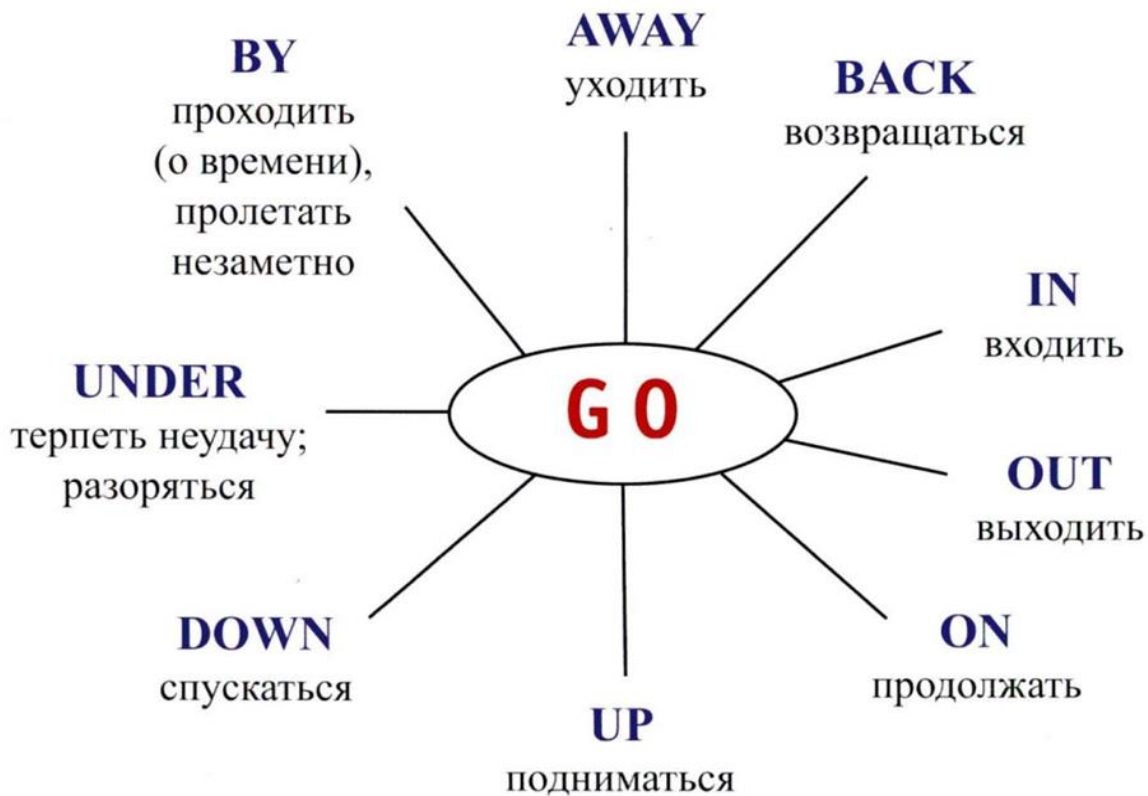 AWAY
уходить
BACK
возвращаться
BY
проходить
(о времени),
пролетать
незаметно
IN
входить
UNDER
терпеть неудачу;
разоряться
GO
OUT
выходить
DOWN
спускаться
ON
продолжать
UP
подниматься